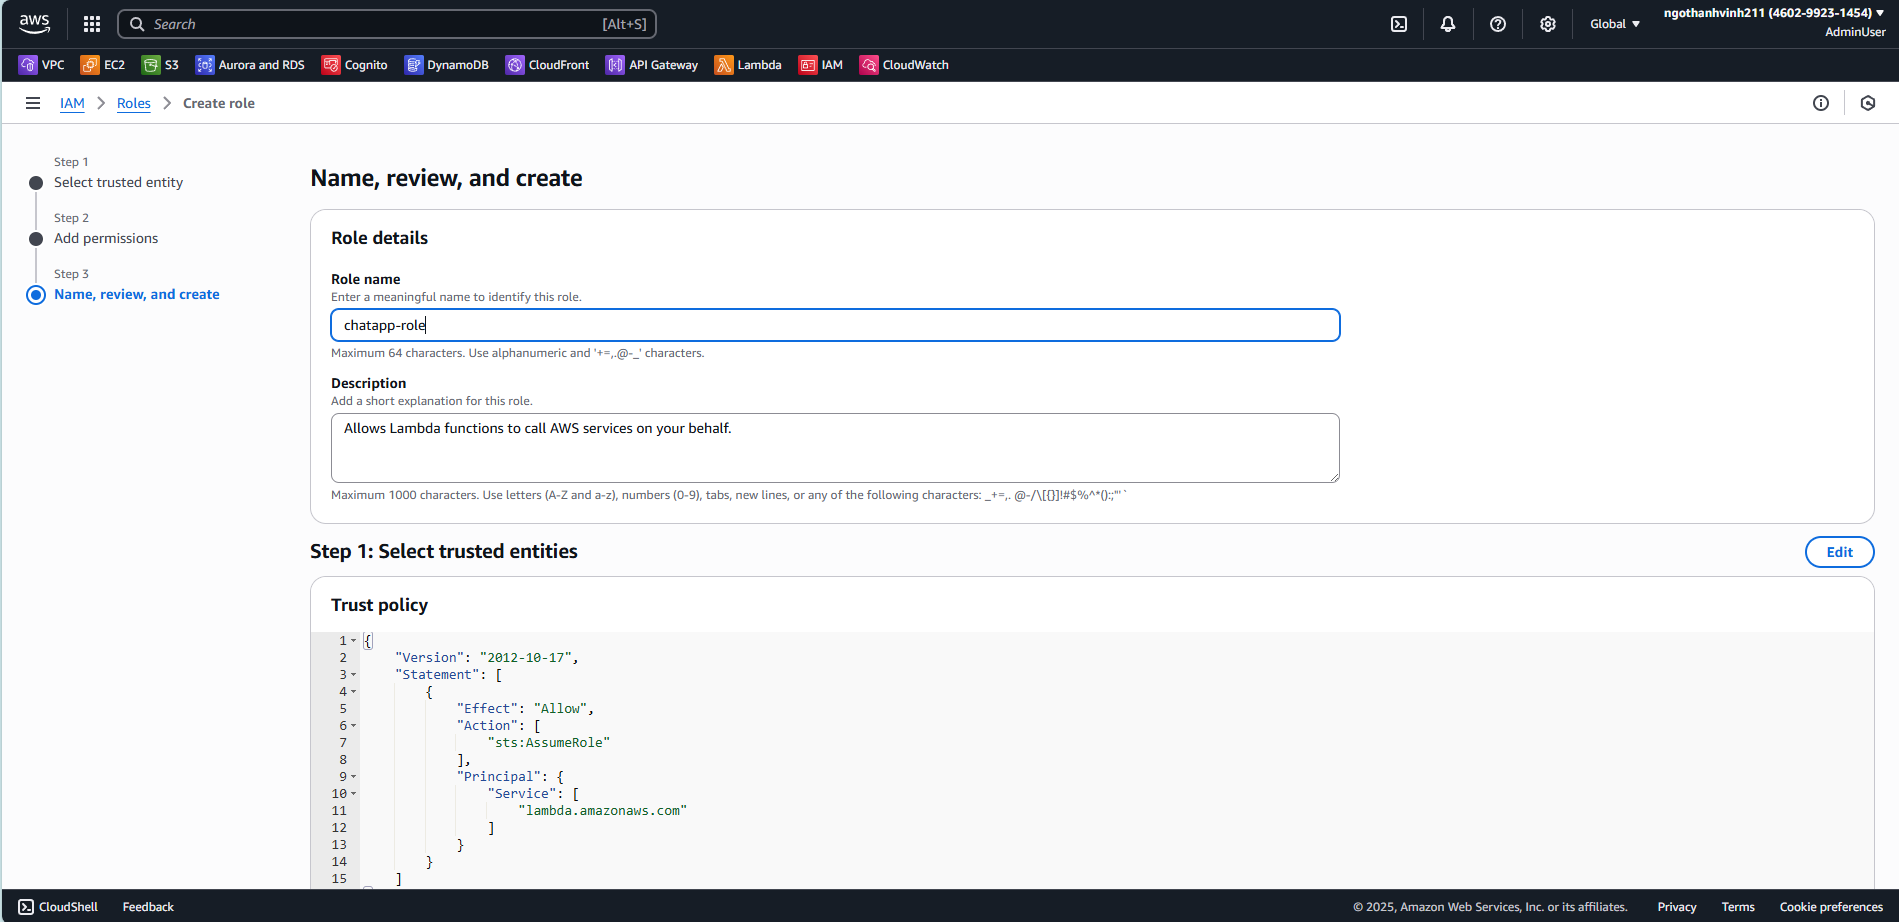 aws
Search [Alt+S]
Global
ngothanhvinh211 (4602-9923-1454)
AdminUser
VPC EC2 S3 Aurora and RDS Cognito DynamoDB CloudFront API Gateway Lambda IAM CloudWatch
IAM Roles Create role
Step 1
Select trusted entity
Step 2
Add permissions
Step 3
Name, review, and create
Name, review, and create
Role details
Role name
Enter a meaningful name to identify this role.
chatapp-role
Maximum 64 characters. Use alphanumeric and '+=,.@-_' characters.
Description
Add a short explanation for this role.
Allows Lambda functions to call AWS services on your behalf.
Maximum 1000 characters. Use letters (A-Z and a-z), numbers (0-9), tabs, new lines, or any of the following characters: _+=,. @-/\[{}]!#$%^*();:"'`
Step 1: Select trusted entities
Edit
Trust policy
1 {
2 "Version": "2012-10-17",
3 "Statement": [
4 {
5 "Effect": "Allow",
6 "Action": [
7 "sts:AssumeRole"
8 ],
9 "Principal": {
10 "Service": [
11 "lambda.amazonaws.com"
12 ]
13 }
14 }
15 ]
CloudShell Feedback
© 2025, Amazon Web Services, Inc. or its affiliates. Privacy Terms Cookie preferences